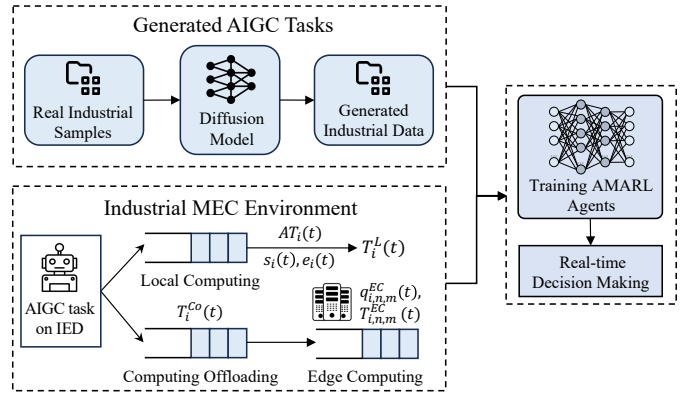 Generated AIGC Tasks
Real Industrial
Samples
Diffusion
Model
Generated
Industrial Data
Training AMARL
Agents
Real-time
Decision Making
Industrial MEC Environment
AIGC task
on IED
AT_i(t)
s_i(t), e_i(t)
T_i^L(t)
Local Computing
T_i^{Co}(t)
q_{i,n,m}^{EC}(t),
T_{i,n,m}^{EC}(t)
Computing Offloading
Edge Computing